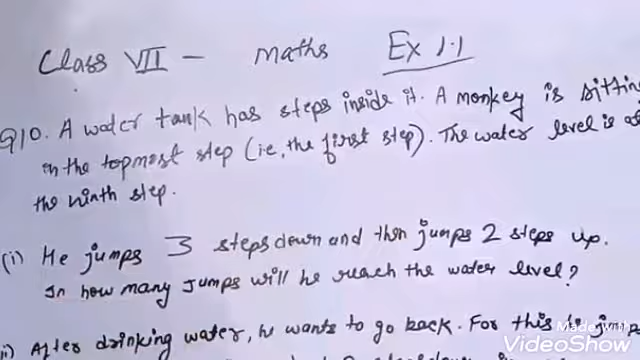 Class VII - Maths Ex 1.1
Q10. A water tank has steps inside it. A monkey is sitting
on the topmost step (i.e., the first step). The water level is at
the ninth step.
(i) He jumps 3 steps down and then jumps 2 steps up.
In how many jumps will he reach the water level?
ii) After drinking water, he wants to go back. For this he jumps
Made with
VideoShow